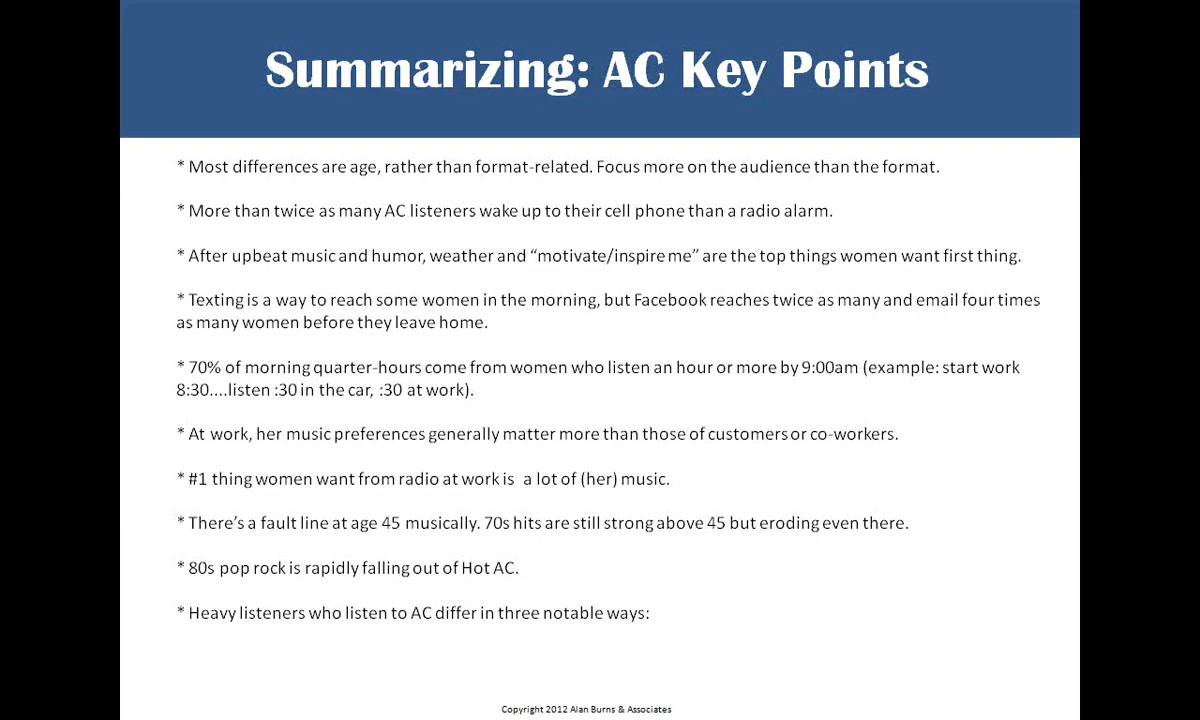 Summarizing: AC Key Points
* Most differences are age, rather than format-related. Focus more on the audience than the format.
* More than twice as many AC listeners wake up to their cell phone than a radio alarm.
* After upbeat music and humor, weather and “motivate/inspire me” are the top things women want first thing.
* Texting is a way to reach some women in the morning, but Facebook reaches twice as many and email four times
as many women before they leave home.
* 70% of morning quarter-hours come from women who listen an hour or more by 9:00am (example: start work
8:30....listen :30 in the car, :30 at work).
* At work, her music preferences generally matter more than those of customers or co-workers.
* #1 thing women want from radio at work is  a lot of (her) music.
* There’s a fault line at age 45 musically. 70s hits are still strong above 45 but eroding even there.
* 80s pop rock is rapidly falling out of Hot AC.
* Heavy listeners who listen to AC differ in three notable ways:
Copyright 2012 Alan Burns & Associates